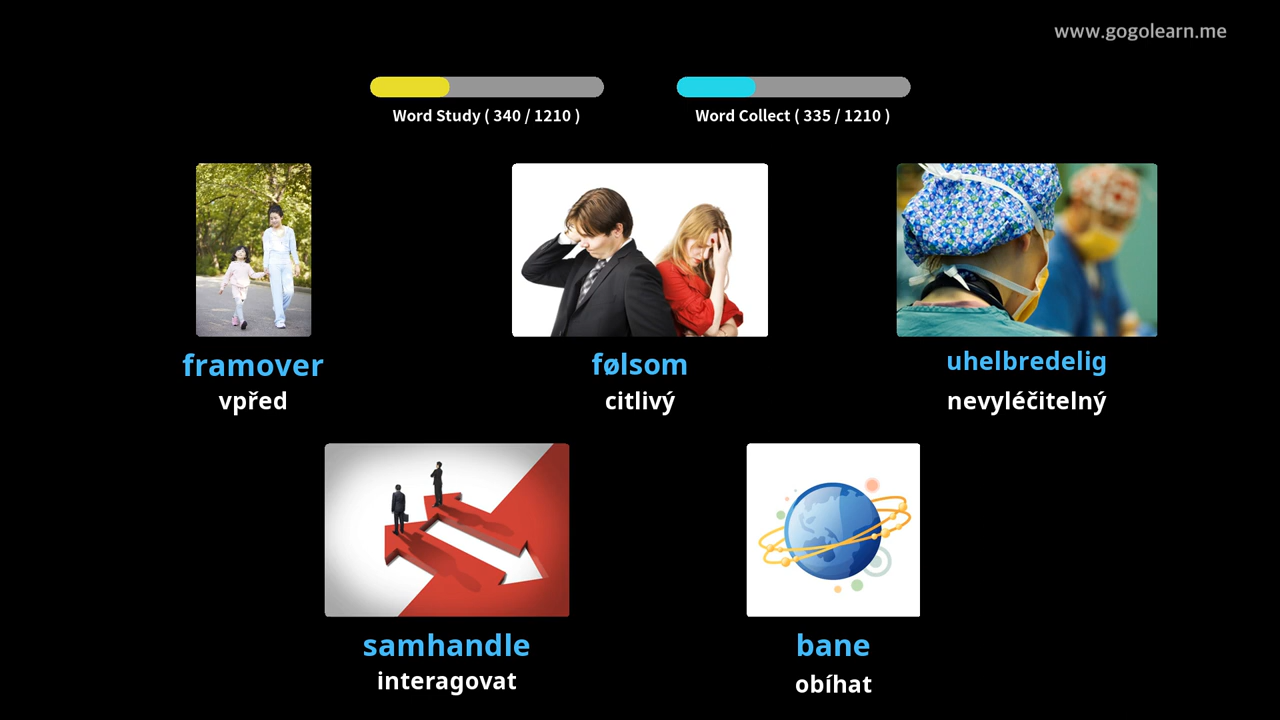 www.gogolearn.me
Word Study ( 340 / 1210 )
Word Collect ( 335 / 1210 )
framover
vpřed
følsom
citlivý
uhelbredelig
nevyléčitelný
samhandle
interagovat
bane
obíhat